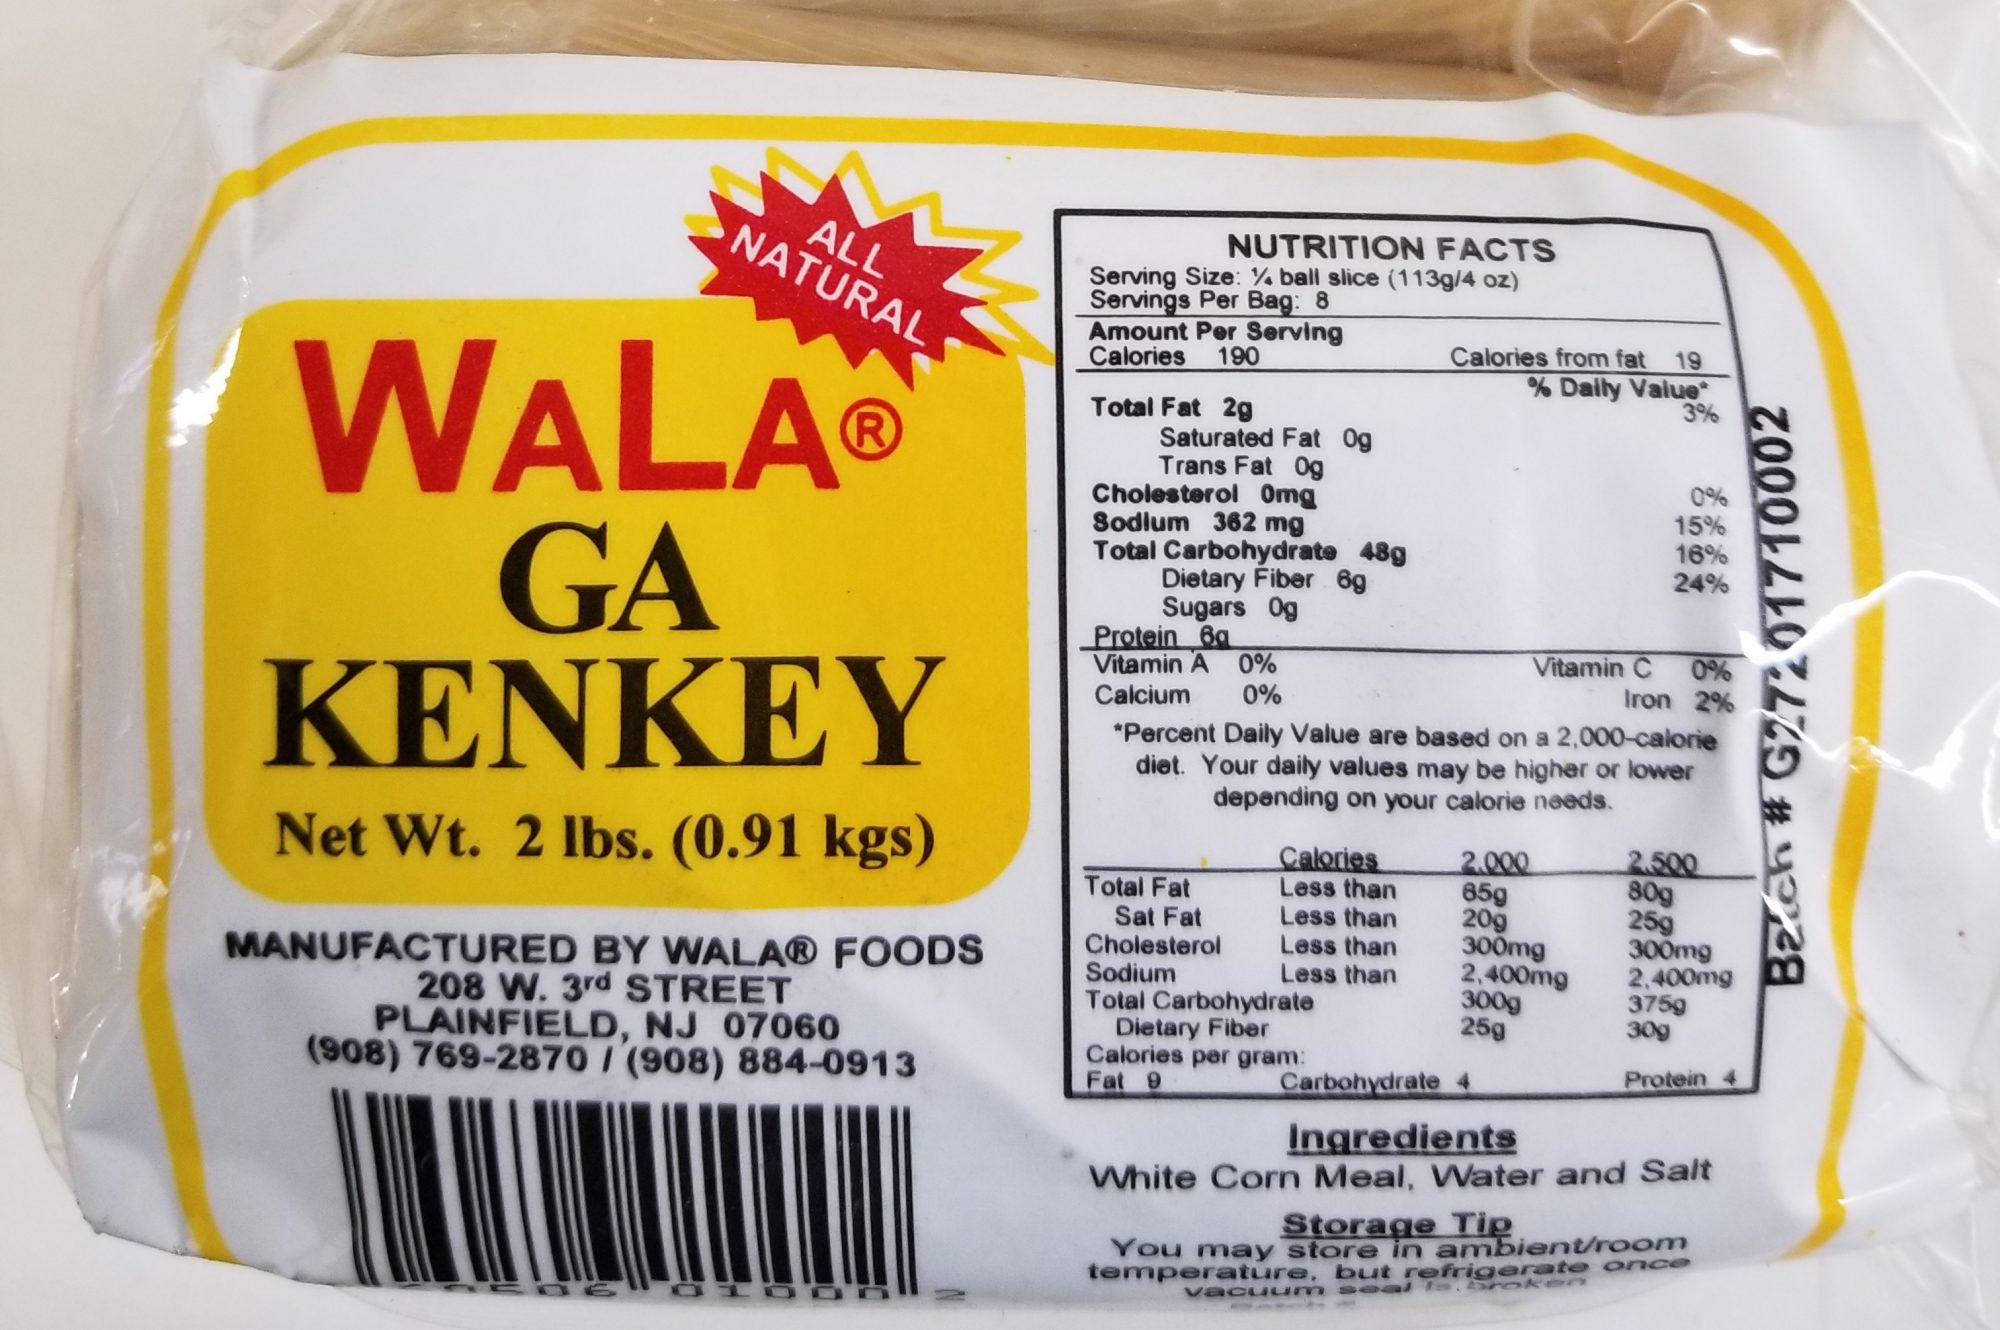 ALL
NATURAL
WALA®
GA
KENKEY
Net Wt. 2 lbs. (0.91 kgs)
MANUFACTURED BY WALA® FOODS
208 W. 3rd STREET
PLAINFIELD, NJ 07060
(908) 769-2870 / (908) 884-0913
NUTRITION FACTS
Serving Size: ¼ ball slice (113g/4 oz)
Servings Per Bag: 8
Amount Per Serving
Calories 190 Calories from fat 19
% Daily Value*
Total Fat 2g 3%
Saturated Fat 0g
Trans Fat 0g
Cholesterol 0mg 0%
Sodium 362 mg 15%
Total Carbohydrate 48g 16%
Dietary Fiber 6g 24%
Sugars 0g
Protein 6g
Vitamin A 0% Vitamin C 0%
Calcium 0% Iron 2%
*Percent Daily Value are based on a 2,000-calorie
diet. Your daily values may be higher or lower
depending on your calorie needs.
Calories 2,000 2,500
Total Fat Less than 65g 80g
Sat Fat Less than 20g 25g
Cholesterol Less than 300mg 300mg
Sodium Less than 2,400mg 2,400mg
Total Carbohydrate 300g 375g
Dietary Fiber 25g 30g
Calories per gram:
Fat 9 Carbohydrate 4 Protein 4
Batch # G27201710002
Ingredients
White Corn Meal, Water and Salt
Storage Tip
You may store in ambient/room
temperature, but refrigerate once
vacuum seal is broken